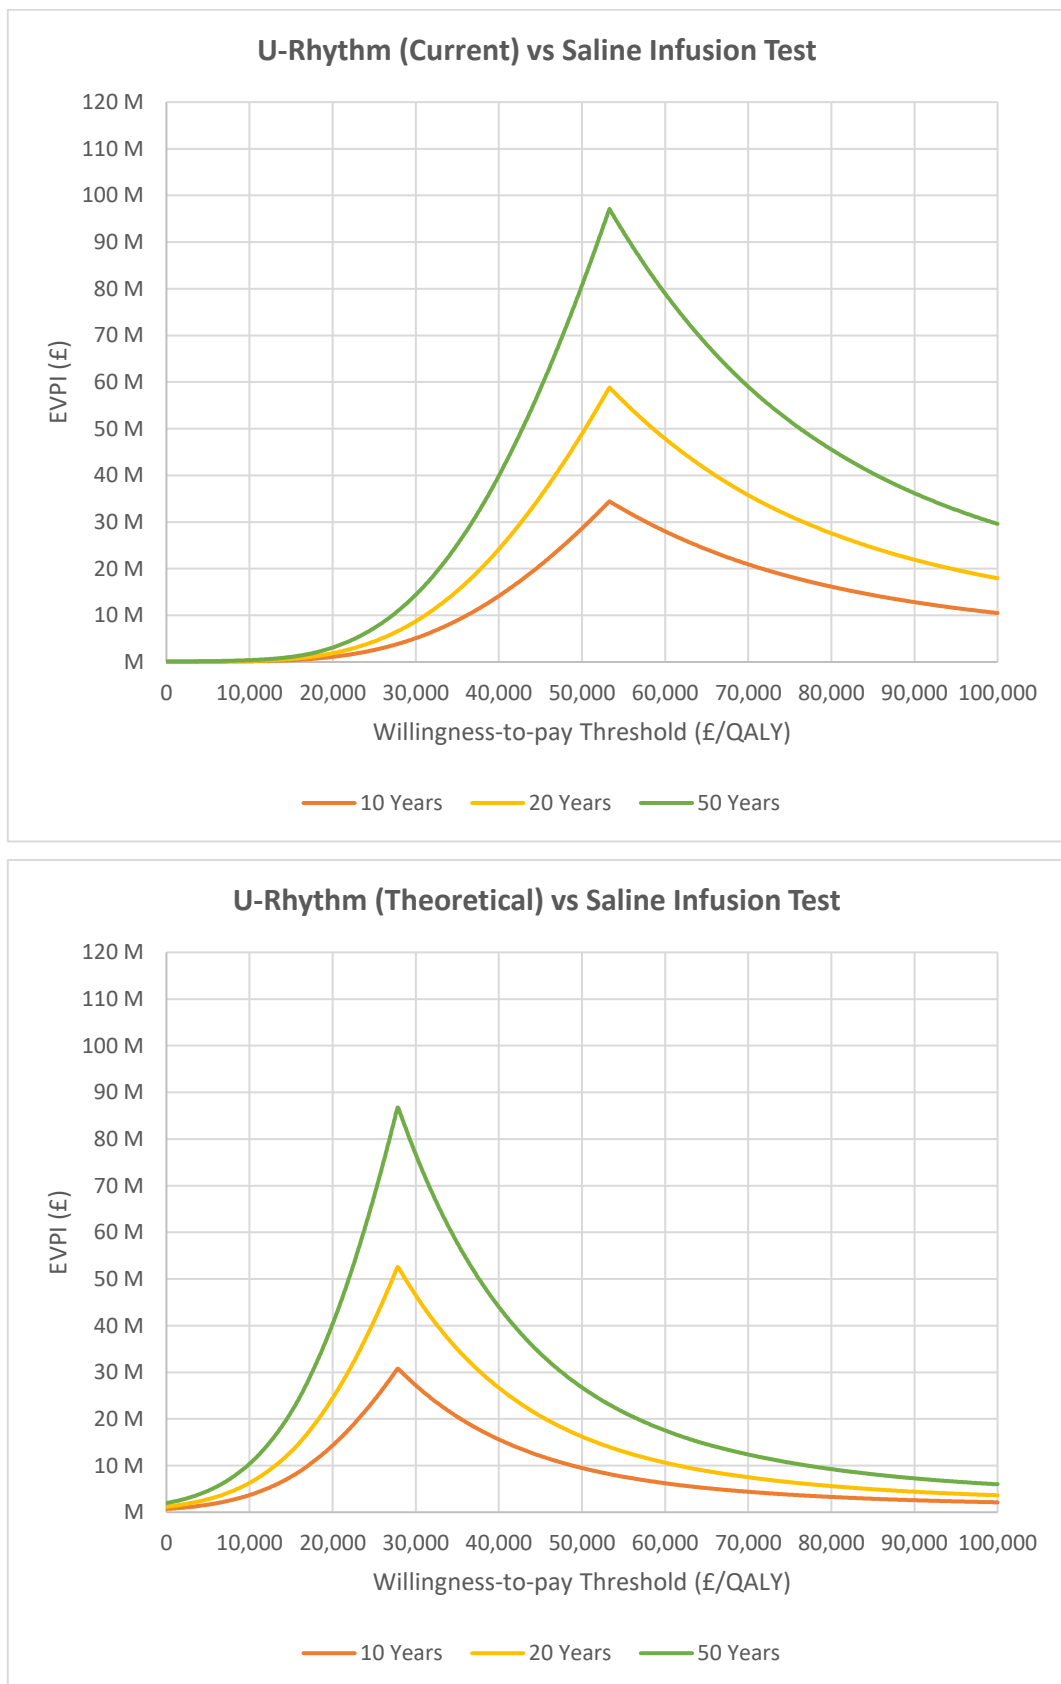 U-Rhythm (Current) vs Saline Infusion Test
120 M
110 M
100 M
90 M
80 M
70 M
60 M
50 M
40 M
30 M
20 M
10 M
M
EVPI (£)
0 10,000 20,000 30,000 40,000 50,000 60,000 70,000 80,000 90,000 100,000
Willingness-to-pay Threshold (£/QALY)
10 Years 20 Years 50 Years
U-Rhythm (Theoretical) vs Saline Infusion Test
120 M
110 M
100 M
90 M
80 M
70 M
60 M
50 M
40 M
30 M
20 M
10 M
M
EVPI (£)
0 10,000 20,000 30,000 40,000 50,000 60,000 70,000 80,000 90,000 100,000
Willingness-to-pay Threshold (£/QALY)
10 Years 20 Years 50 Years